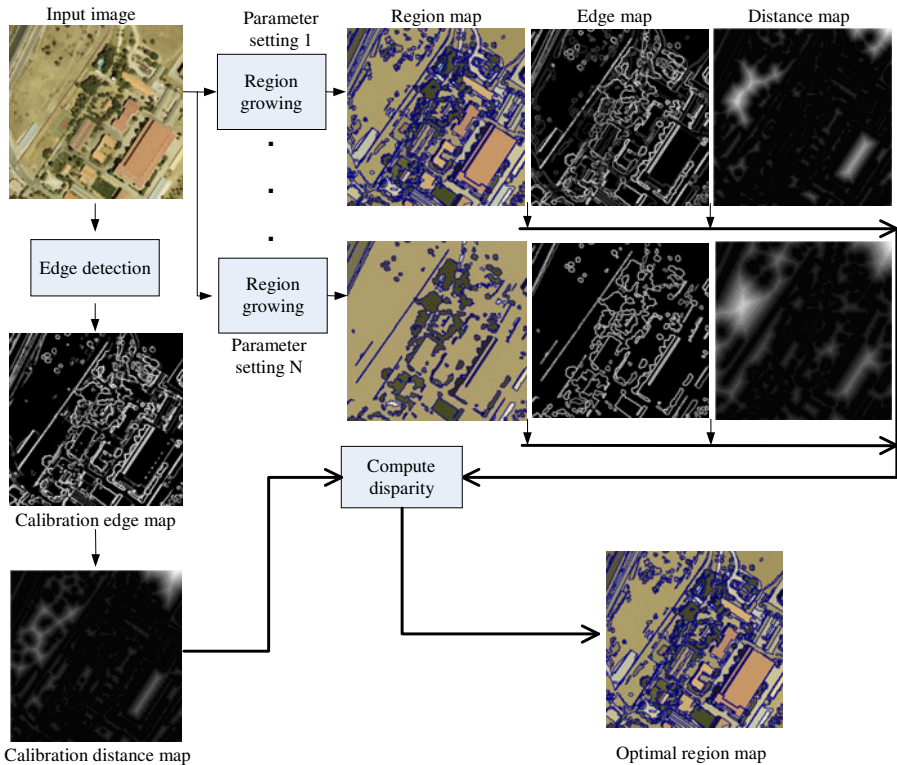 Input image
Parameter
setting 1
Region map
Edge map
Distance map
Region
growing
Edge detection
Region
growing
Parameter
setting N
Compute
disparity
Calibration edge map
Calibration distance map
Optimal region map